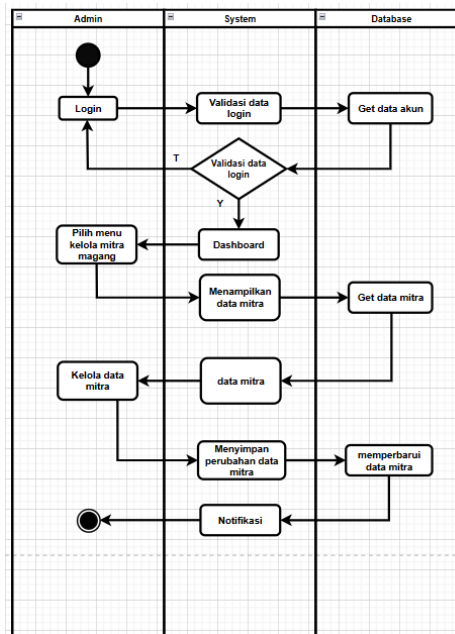 Admin
System
Database
Login
Validasi data
login
Get data akun
T
Validasi data
login
Y
Pilih menu
kelola mitra
magang
Dashboard
Menampilkan
data mitra
Get data mitra
Kelola data
mitra
data mitra
Menyimpan
perubahan data
mitra
memperbarui
data mitra
Notifikasi